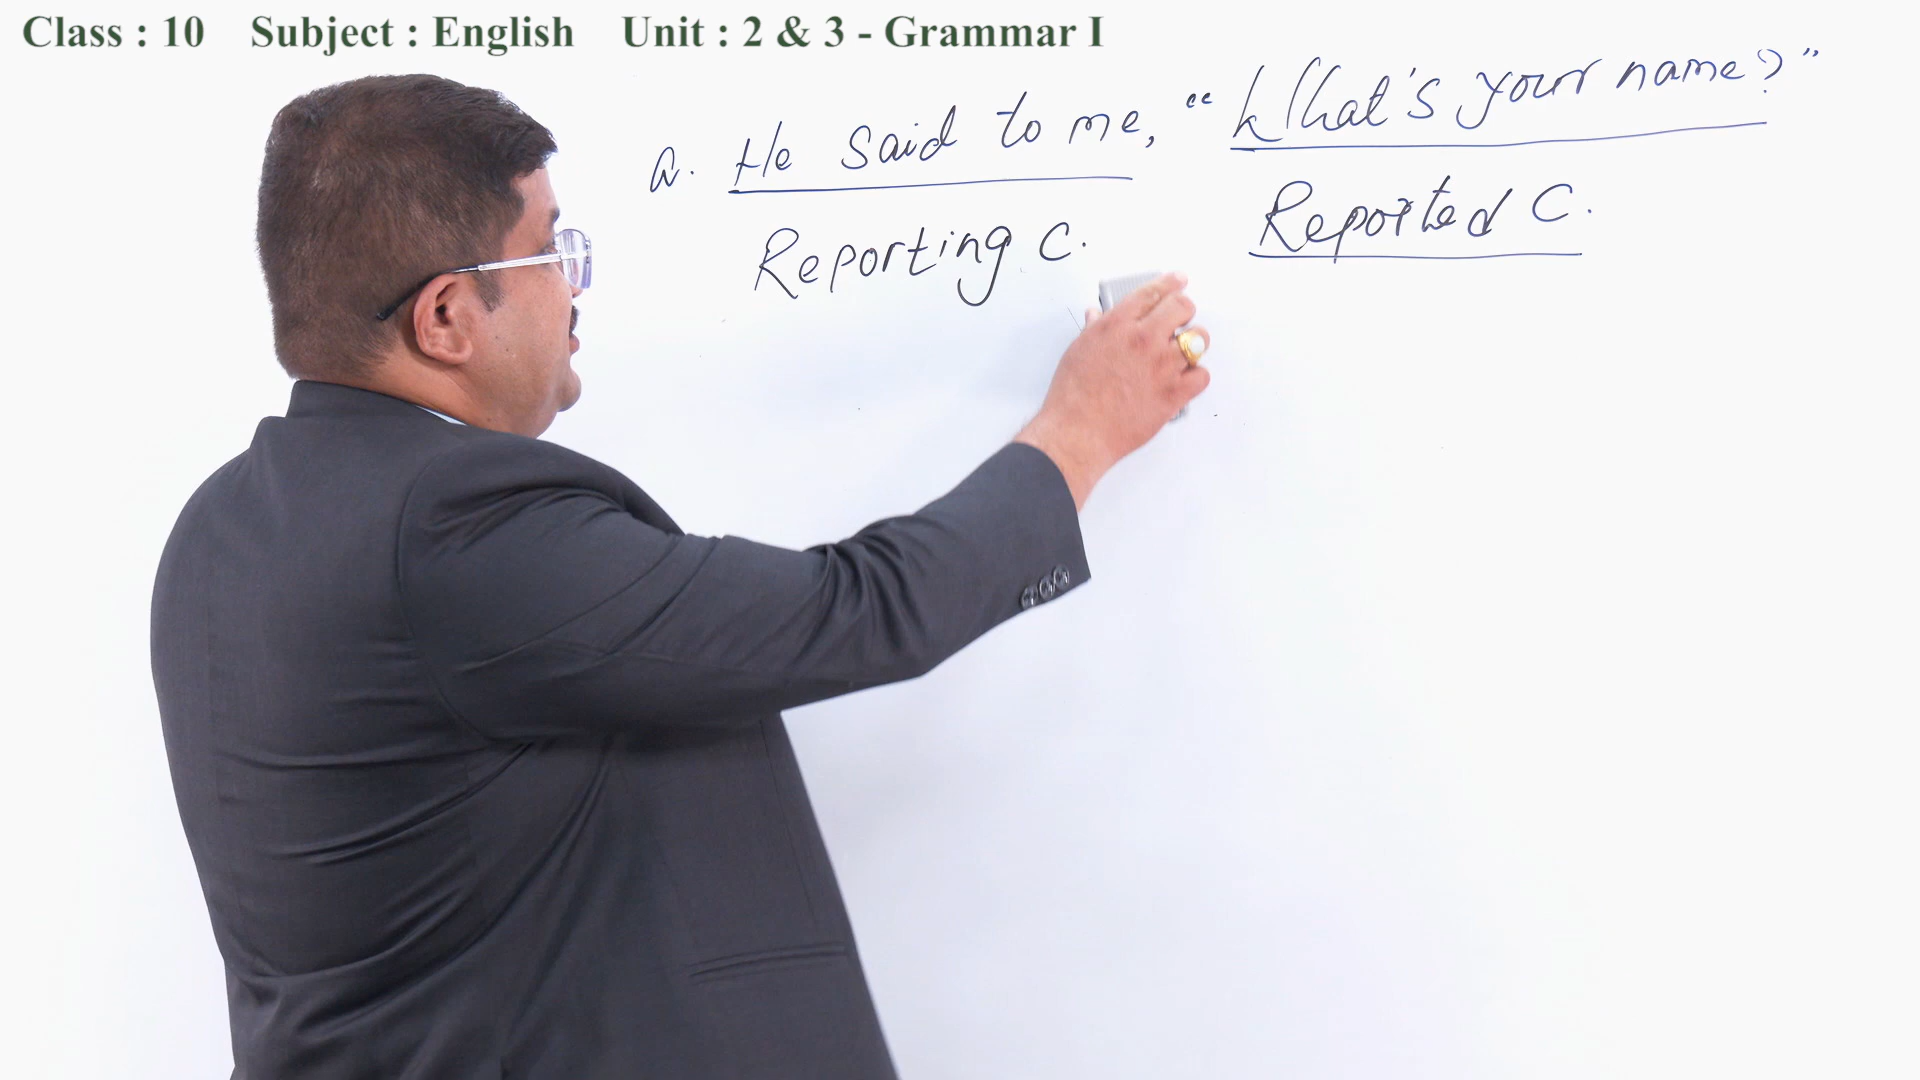 Class : 10 Subject : English Unit : 2 & 3 - Grammar I
a. He said to me, “What's your name?”
Reporting C. Reported C.